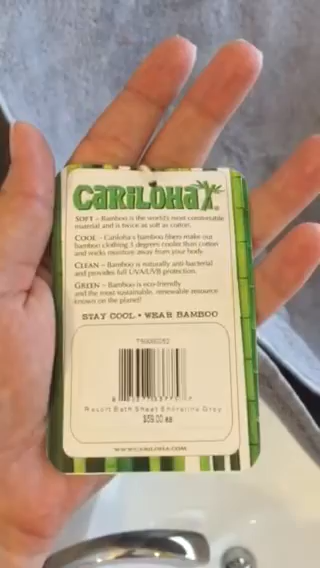 CARILOHA
SOFT – Bamboo is the world's most comfortable
material and is twice as soft as cotton.
COOL – Cariloha's bamboo fibers make our
bamboo clothing 3 degrees cooler than cotton
and wicks moisture away from your body.
CLEAN – Bamboo is naturally anti-bacterial
and provides full UVA/UVB protection.
GREEN – Bamboo is eco-friendly
and the most sustainable, renewable resource
known on the planet!
STAY COOL • WEAR BAMBOO
Resort Bath Sheet Grey
$59.00 ea
WWW.CARILOHA.COM